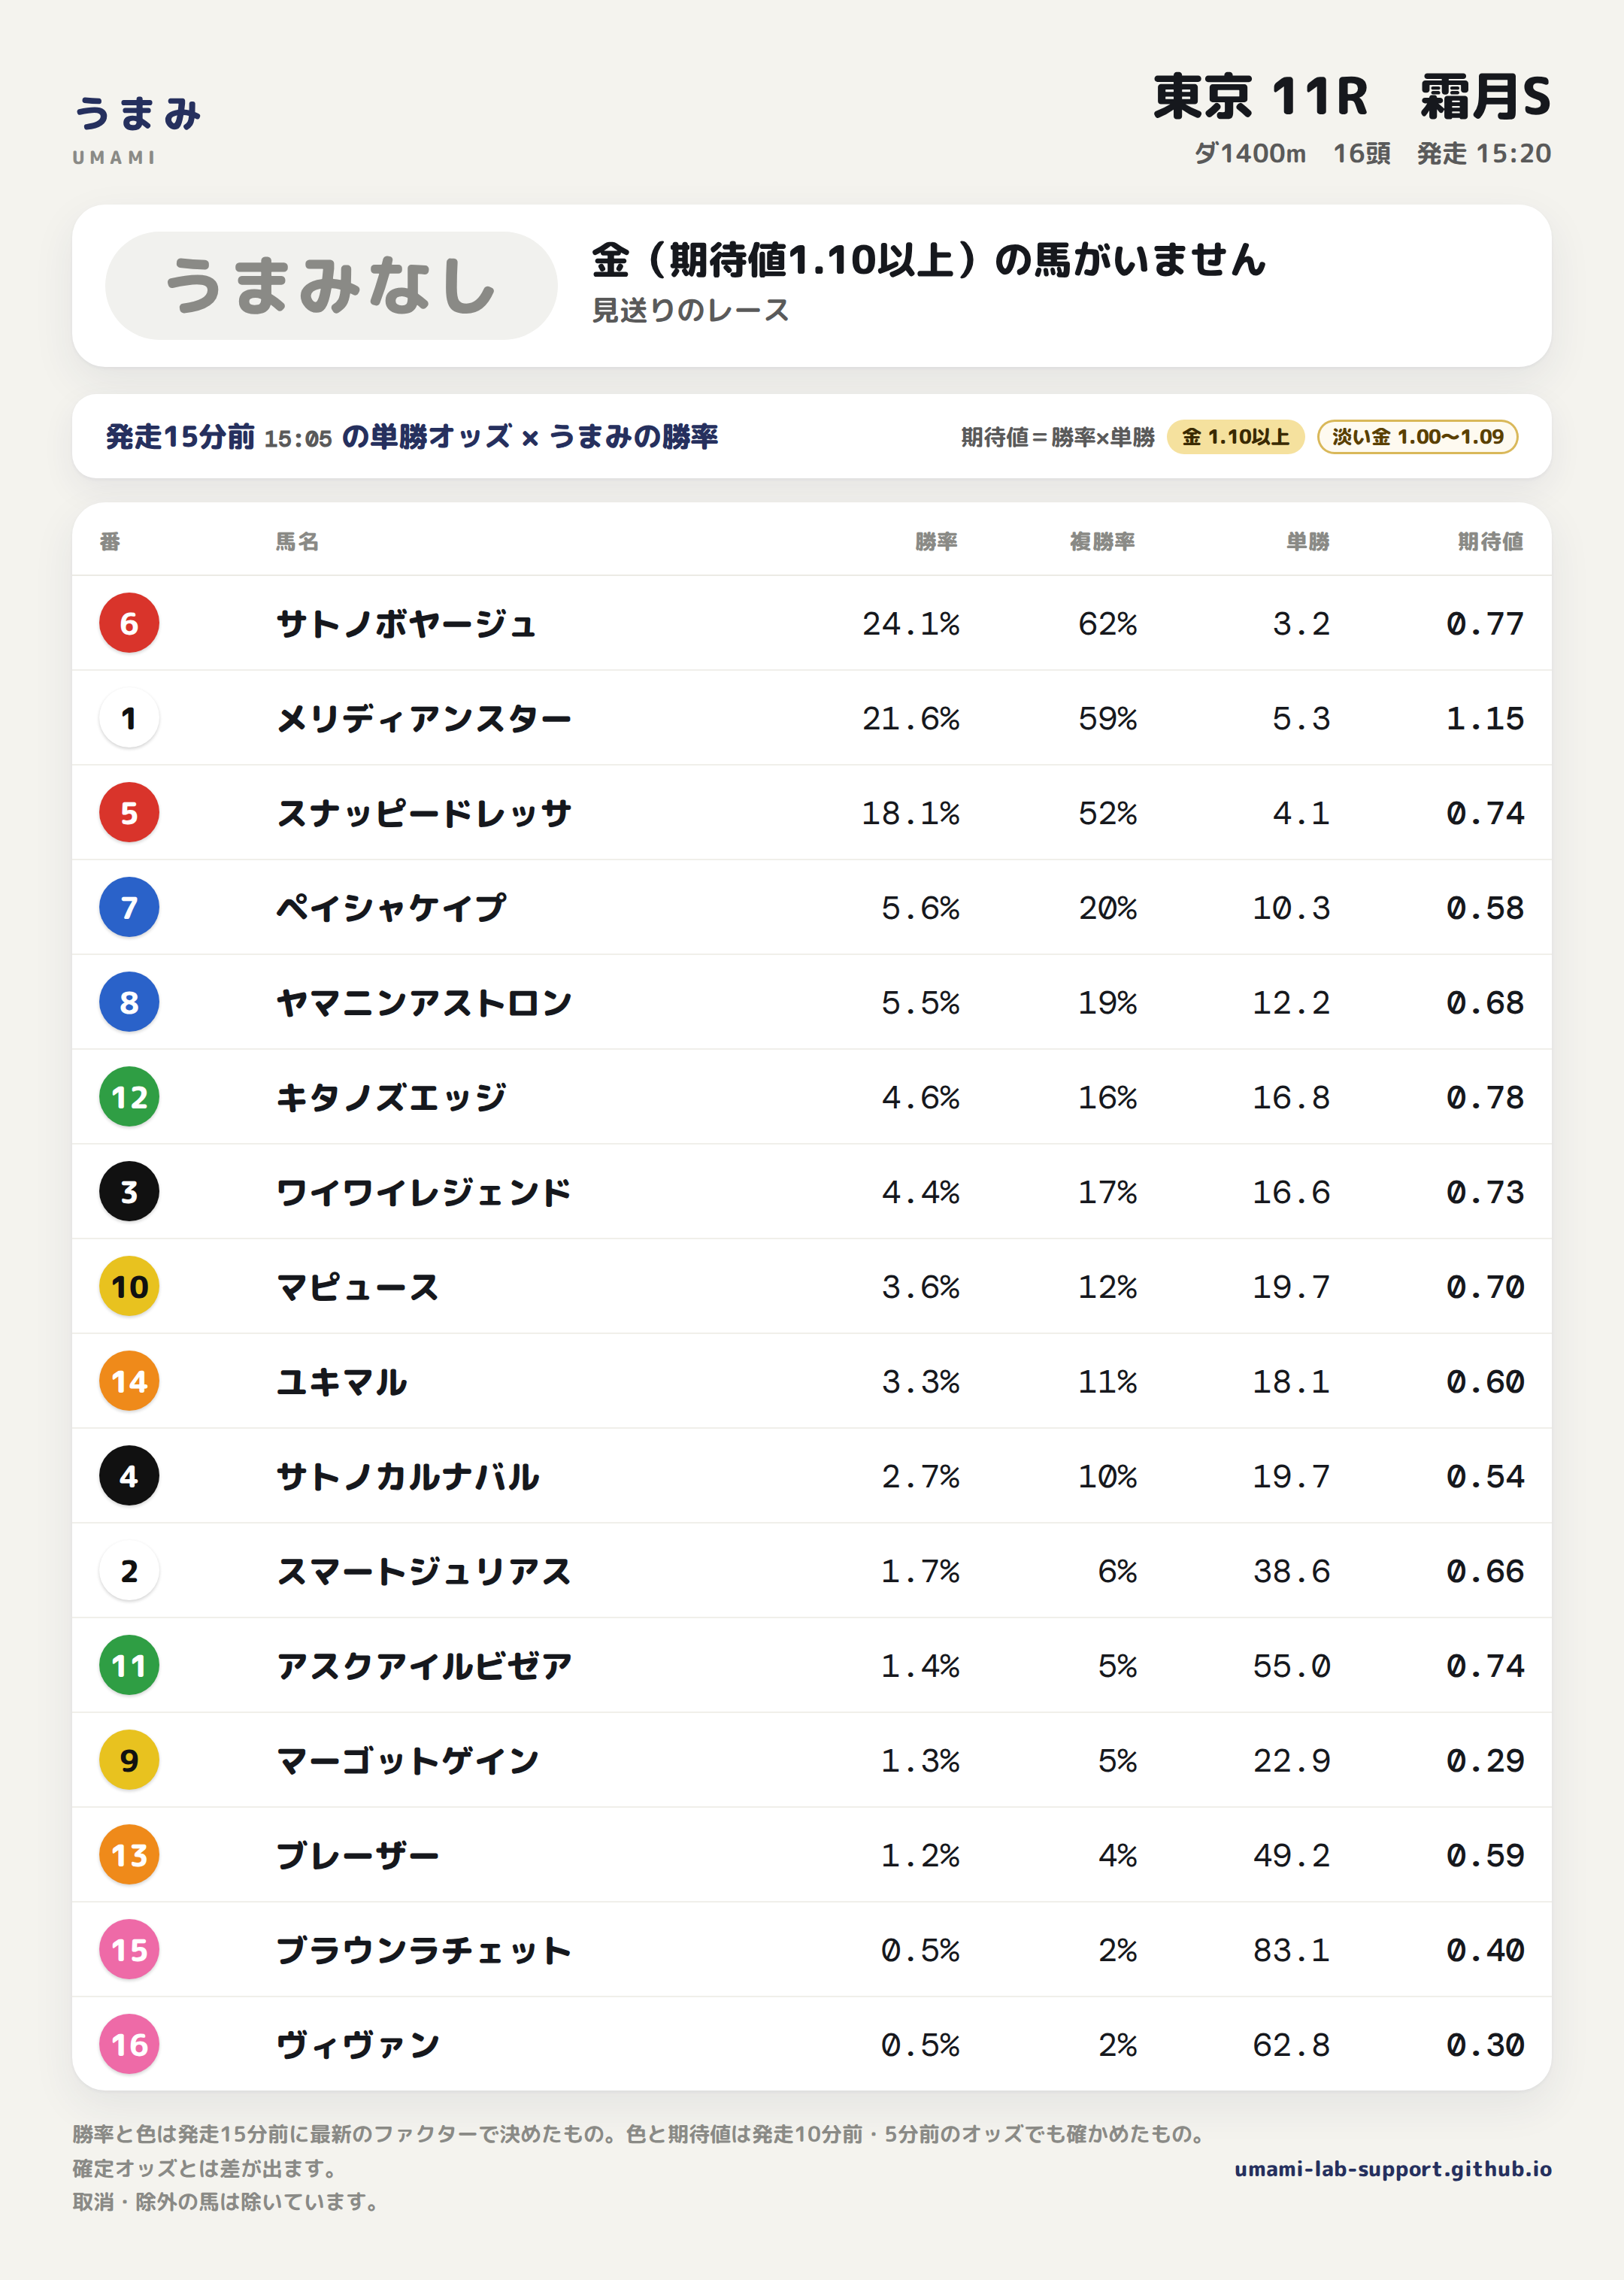 うまみ
UMAMI
東京 11R　霜月S
ダ1400m　16頭　発走 15:20
うまみなし
金（期待値1.10以上）の馬がいません
見送りのレース
発走15分前 15:05 の単勝オッズ × うまみの勝率
期待値＝勝率×単勝 金 1.10以上 淡い金 1.00〜1.09
番 馬名 勝率 複勝率 単勝 期待値
6 サトノボヤージュ 24.1% 62% 3.2 0.77
1 メリディアンスター 21.6% 59% 5.3 1.15
5 スナッピードレッサ 18.1% 52% 4.1 0.74
7 ペイシャケイプ 5.6% 20% 10.3 0.58
8 ヤマニンアストロン 5.5% 19% 12.2 0.68
12 キタノズエッジ 4.6% 16% 16.8 0.78
3 ワイワイレジェンド 4.4% 17% 16.6 0.73
10 マピュース 3.6% 12% 19.7 0.70
14 ユキマル 3.3% 11% 18.1 0.60
4 サトノカルナバル 2.7% 10% 19.7 0.54
2 スマートジュリアス 1.7% 6% 38.6 0.66
11 アスクアイルビゼア 1.4% 5% 55.0 0.74
9 マーゴットゲイン 1.3% 5% 22.9 0.29
13 ブレーザー 1.2% 4% 49.2 0.59
15 ブラウンラチェット 0.5% 2% 83.1 0.40
16 ヴィヴァン 0.5% 2% 62.8 0.30
勝率と色は発走15分前に最新のファクターで決めたもの。色と期待値は発走10分前・5分前のオッズでも確かめたもの。
確定オッズとは差が出ます。
取消・除外の馬は除いています。
umami-lab-support.github.io